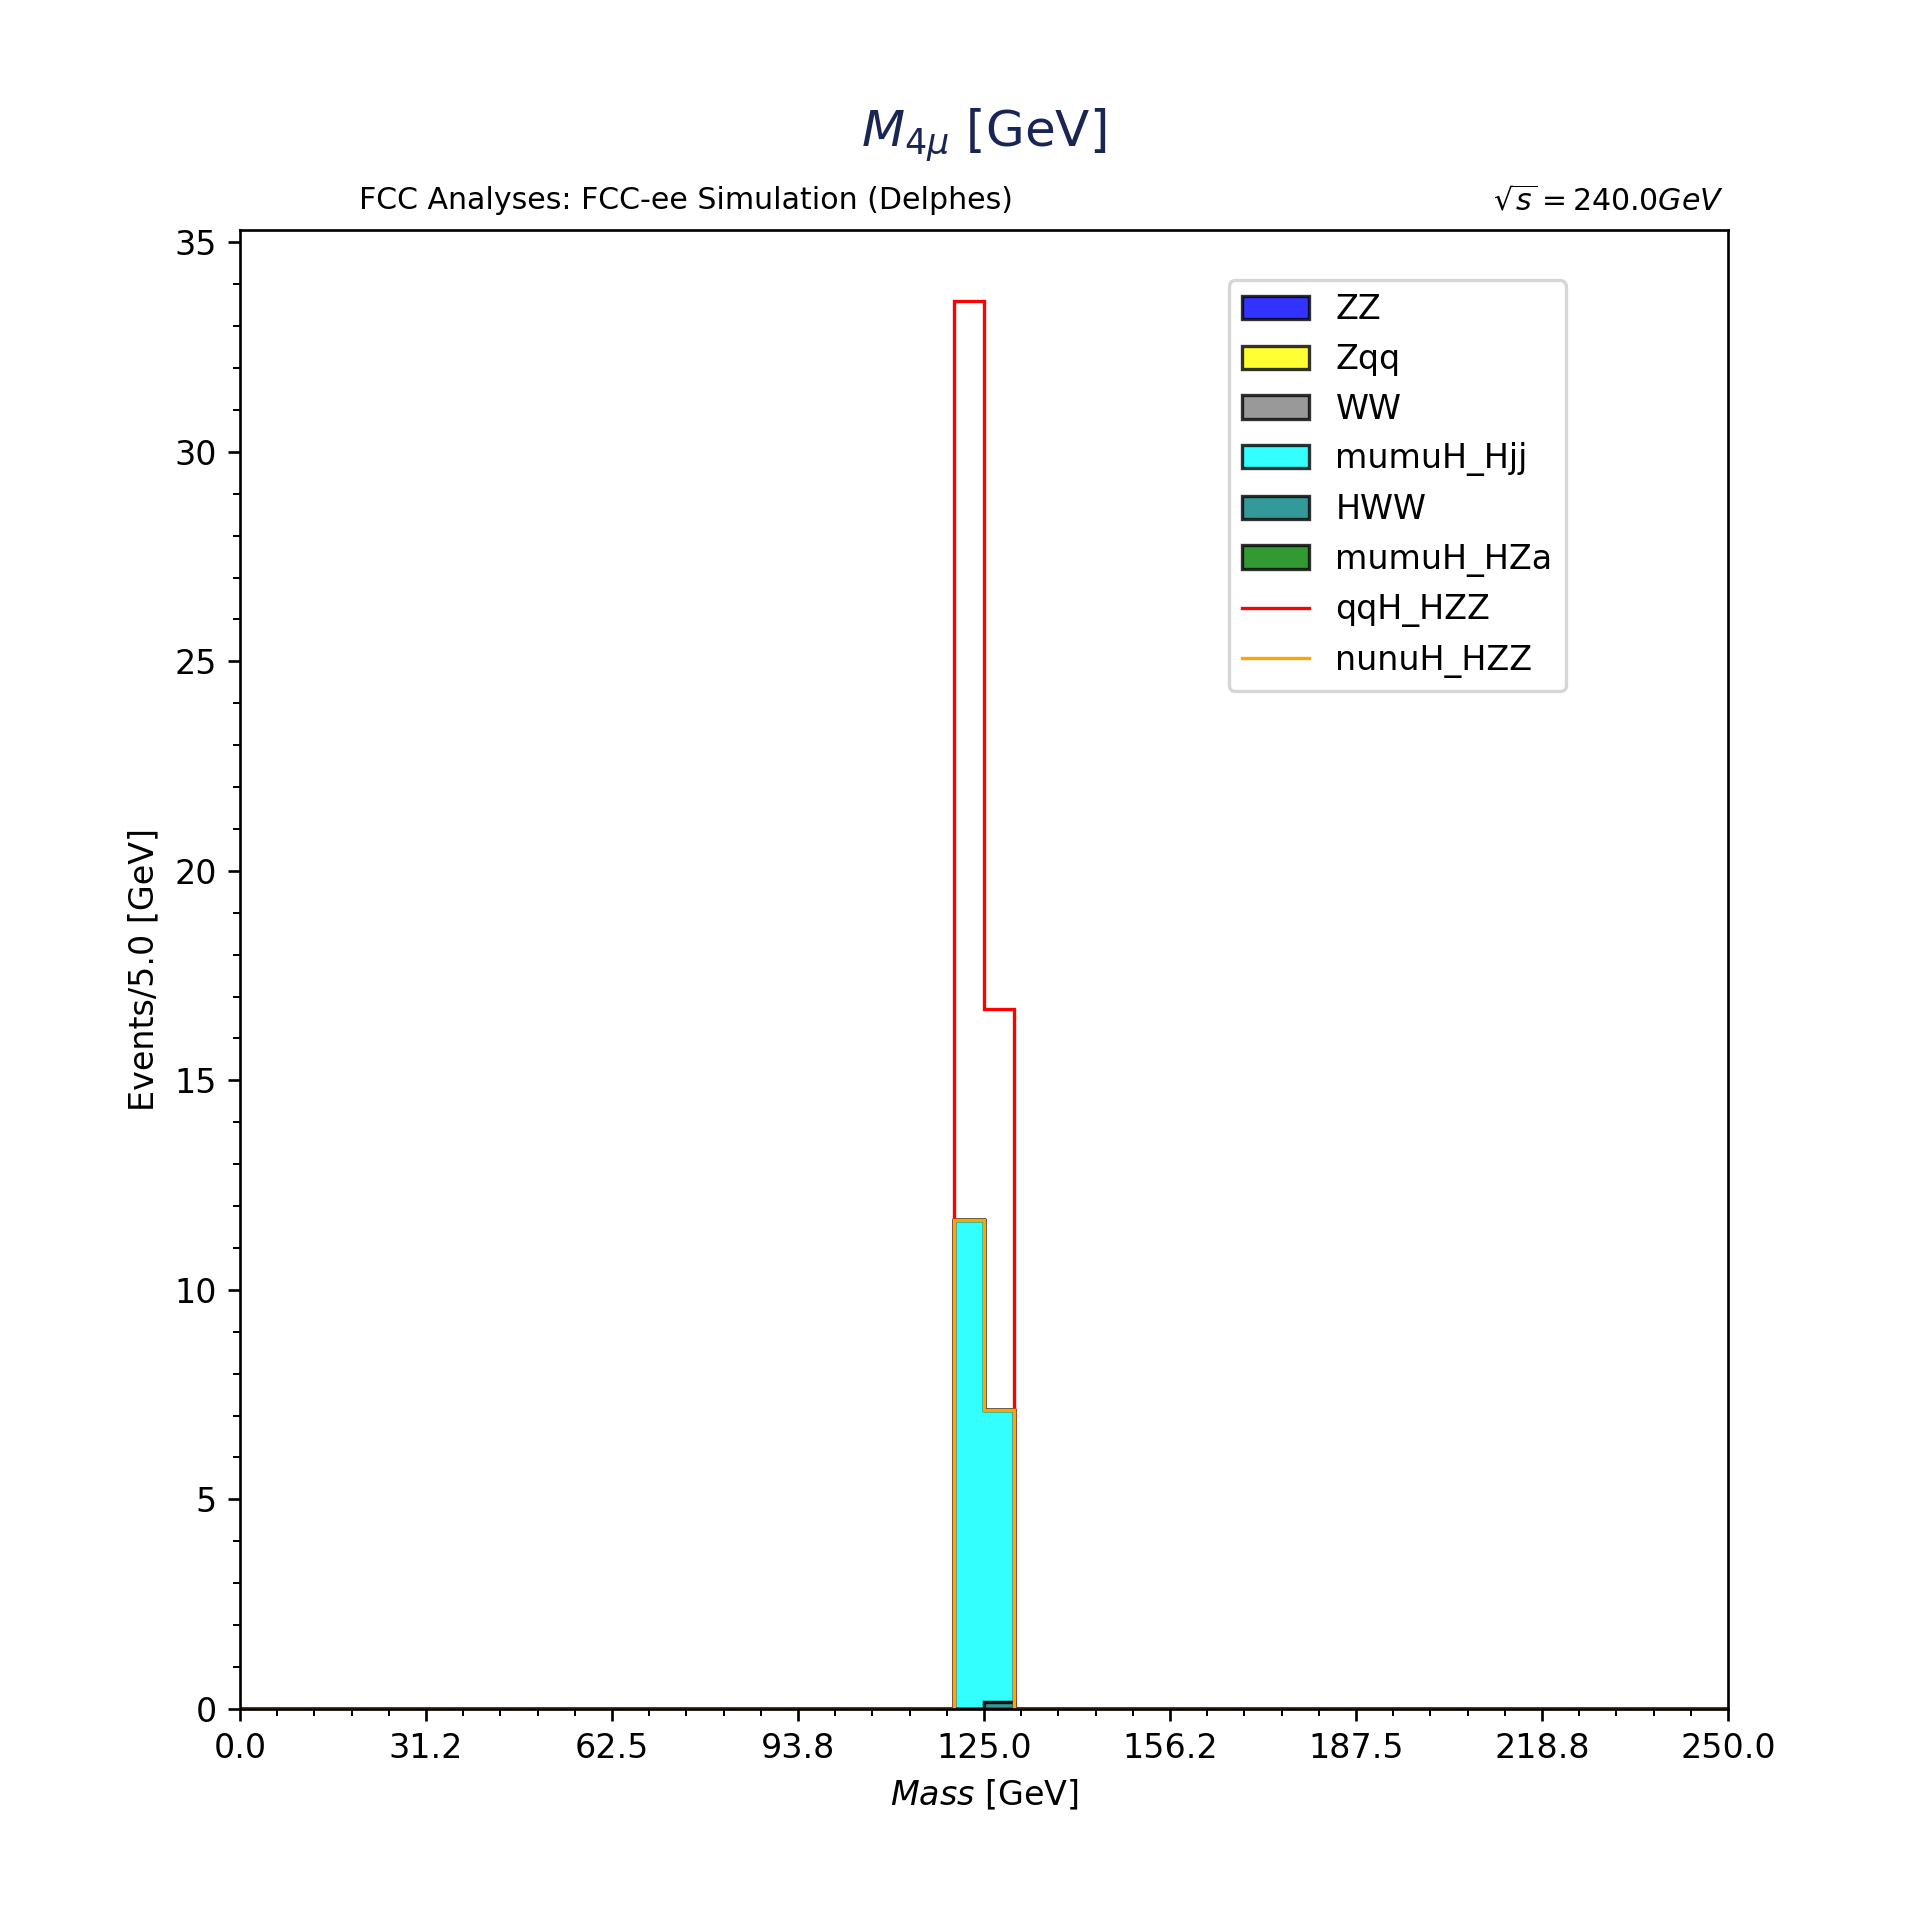 M4μ [GeV]
FCC Analyses: FCC-ee Simulation (Delphes)
√s = 240.0GeV
35
30
25
20
15
10
5
0
Events/5.0 [GeV]
ZZ
Zqq
WW
mumuH_Hjj
HWW
mumuH_HZa
qqH_HZZ
nunuH_HZZ
0.0 31.2 62.5 93.8 125.0 156.2 187.5 218.8 250.0
Mass [GeV]